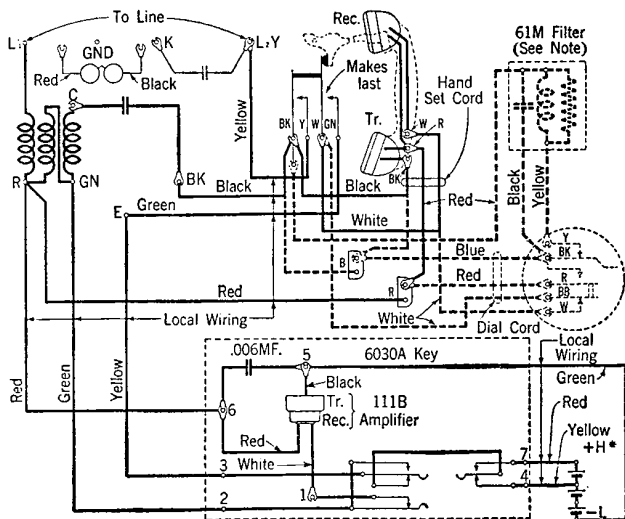 To Line
Rec.
61M Filter
(See Note)
L₁
GND
K
L₂Y
Red
Black
C
Makes
last
Hand
Set Cord
Yellow
BK
Y
W
GN
Tr.
W
R
BK
Black
Yellow
R
GN
BK
Black
Black
Red
E
Green
White
Y
BK
B
Blue
R
BB
W
Red
R
Red
White
Local Wiring
Dial Cord
Local
Wiring
.006MF.
5
6030A Key
Green
Red
Green
Yellow
Black
6
Tr.
Rec.
111B
Amplifier
Red
Yellow
Red
White
+H*
3
7
4
2
1
-L